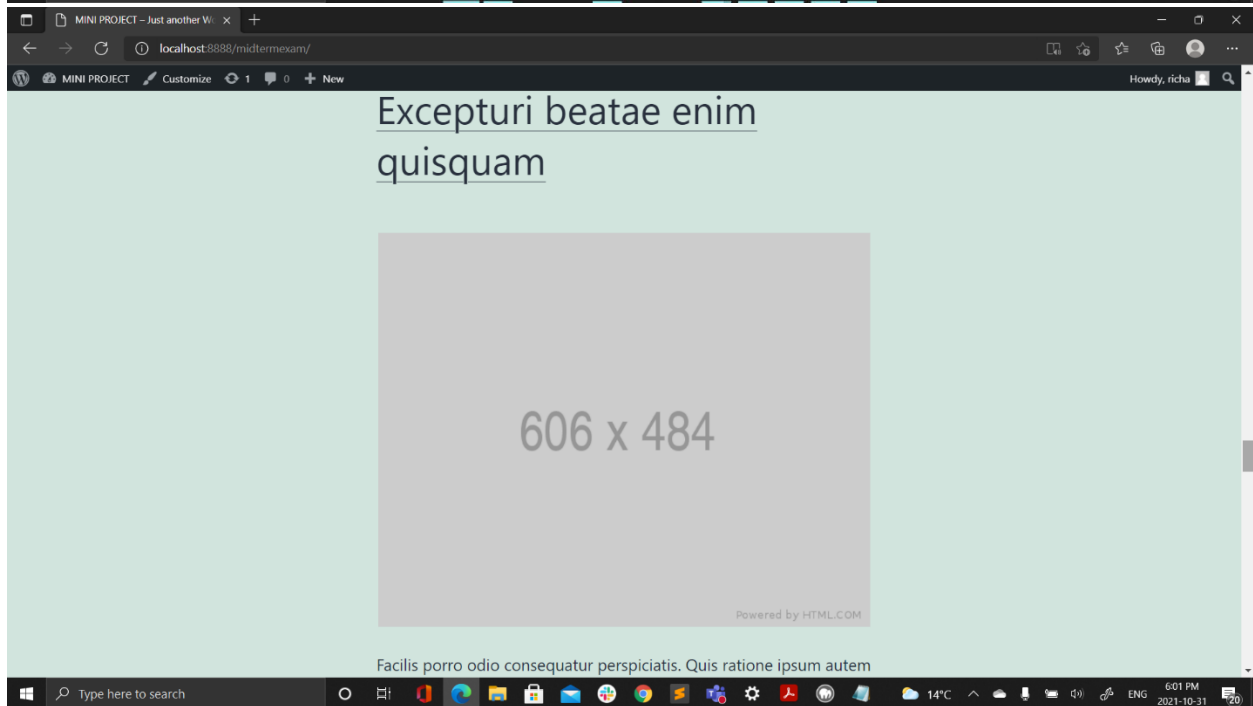 MINI PROJECT – Just another W
localhost:8888/midtermexam/
MINI PROJECT Customize 1 0 New Howdy, richa
Excepturi beatae enim
quisquam
606 x 484
Powered by HTML.COM
Facilis porro odio consequatur perspiciatis. Quis ratione ipsum autem
Type here to search 14°C ENG 6:01 PM
2021-10-31 20